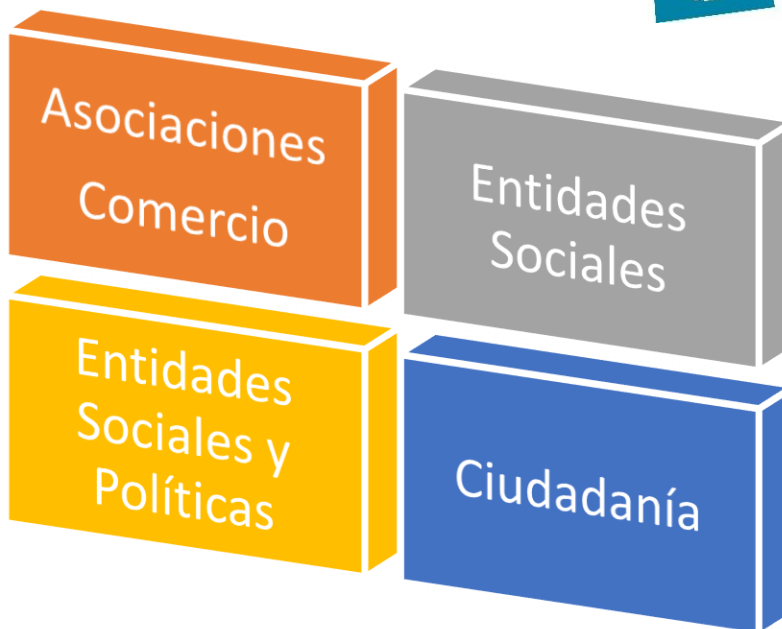 Asociaciones
Comercio
Entidades
Sociales
Entidades
Sociales y
Políticas
Ciudadanía